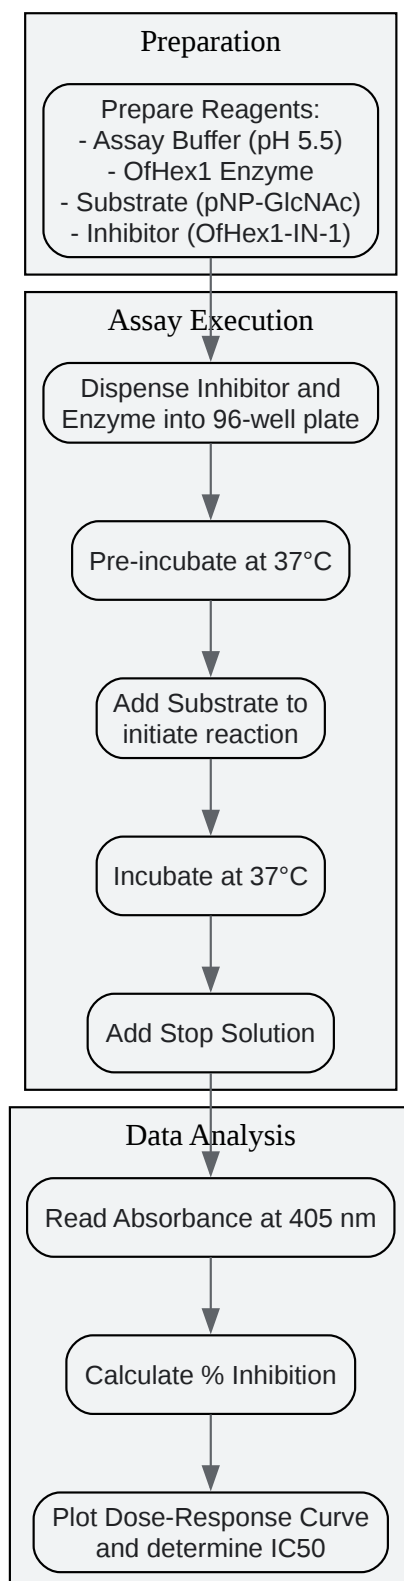 Preparation
Prepare Reagents:
- Assay Buffer (pH 5.5)
- OfHex1 Enzyme
- Substrate (pNP-GlcNAc)
- Inhibitor (OfHex1-IN-1)
Assay Execution
Dispense Inhibitor and
Enzyme into 96-well plate
Pre-incubate at 37°C
Add Substrate to
initiate reaction
Incubate at 37°C
Add Stop Solution
Data Analysis
Read Absorbance at 405 nm
Calculate % Inhibition
Plot Dose-Response Curve
and determine IC50